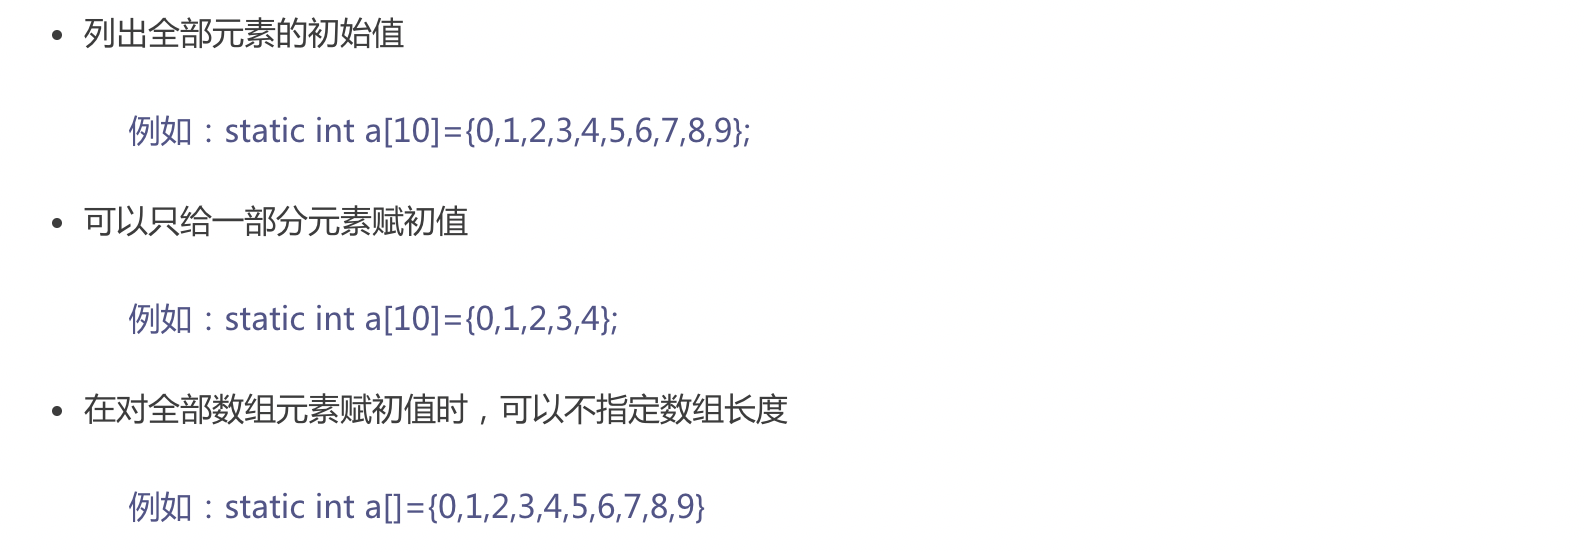 • 列出全部元素的初始值
例如：static int a[10]={0,1,2,3,4,5,6,7,8,9};
• 可以只给一部分元素赋初值
例如：static int a[10]={0,1,2,3,4};
• 在对全部数组元素赋初值时，可以不指定数组长度
例如：static int a[]={0,1,2,3,4,5,6,7,8,9}